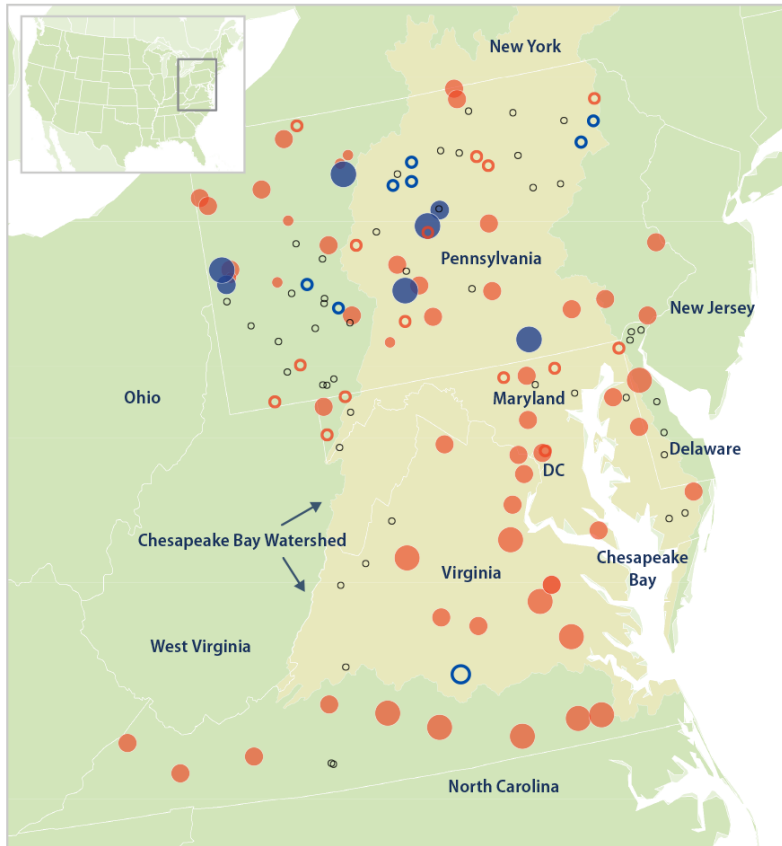 New York
Pennsylvania
New Jersey
Ohio
Maryland
Delaware
DC
Chesapeake Bay Watershed
Chesapeake
Bay
Virginia
West Virginia
North Carolina